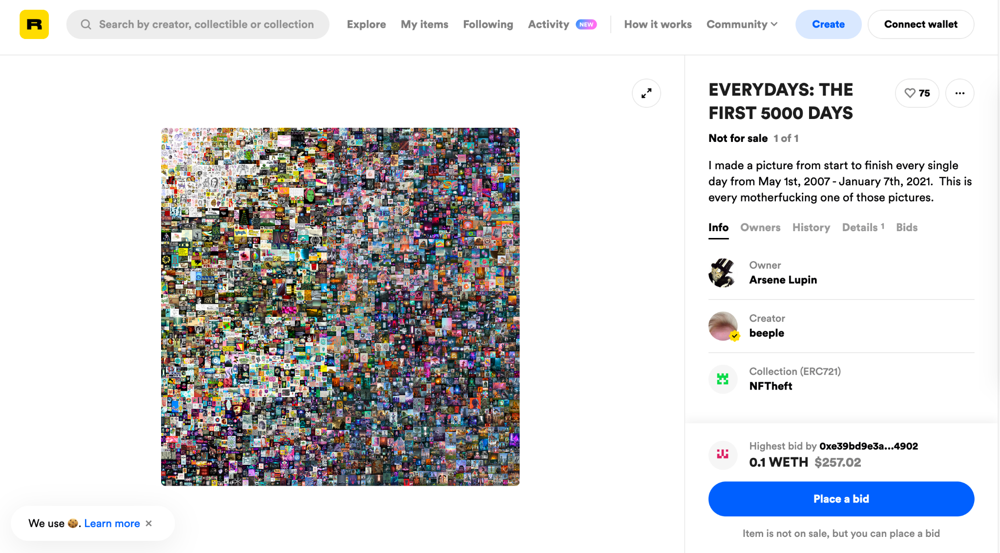 R
Search by creator, collectible or collection
Explore
My items
Following
Activity
NEW
How it works
Community
Create
Connect wallet
EVERYDAYS: THE
FIRST 5000 DAYS
75
Not for sale 1 of 1
I made a picture from start to finish every single
day from May 1st, 2007 - January 7th, 2021. This is
every motherfucking one of those pictures.
Info
Owners
History
Details 1
Bids
Owner
Arsene Lupin
Creator
beeple
Collection (ERC721)
NFTheft
Highest bid by 0xe39bd9e3a...4902
0.1 WETH $257.02
Place a bid
Item is not on sale, but you can place a bid
We use 🍪. Learn more ×